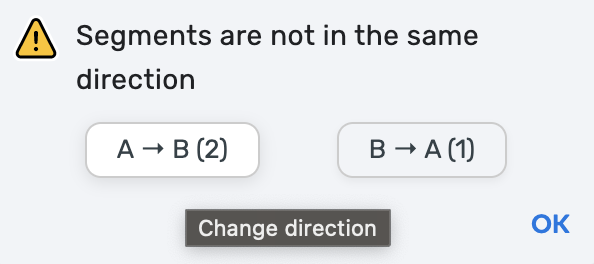 Segments are not in the same
direction
A → B (2)
B → A (1)
Change direction
OK